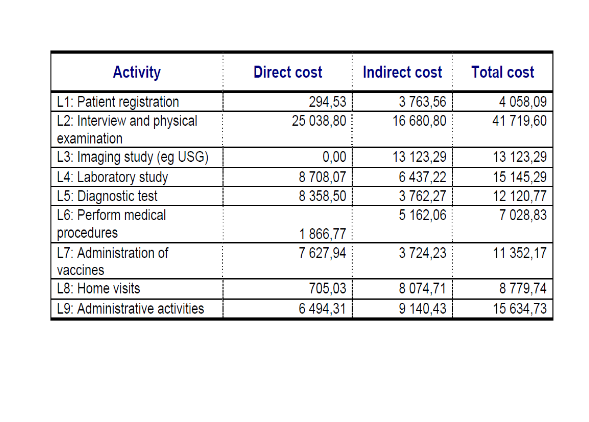 Activity Direct cost Indirect cost Total cost
L1: Patient registration 294,53 3 763,56 4 058,09
L2: Interview and physical 25 038,80 16 680,80 41 719,60
examination
L3: Imaging study (eg USG) 0,00 13 123,29 13 123,29
L4: Laboratory study 8 708,07 6 437,22 15 145,29
L5: Diagnostic test 8 358,50 3 762,27 12 120,77
L6: Perform medical 5 162,06 7 028,83
procedures 1 866,77
L7: Administration of 7 627,94 3 724,23 11 352,17
vaccines
L8: Home visits 705,03 8 074,71 8 779,74
L9: Administrative activities 6 494,31 9 140,43 15 634,73